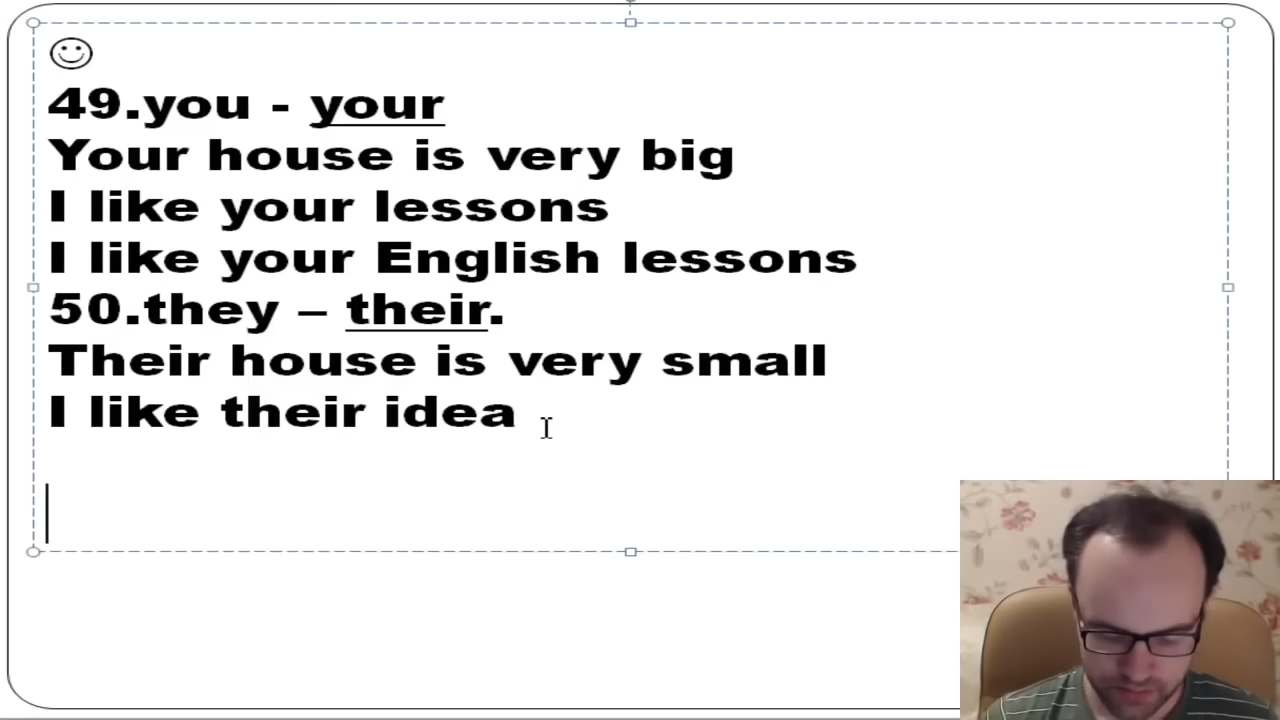 49.you - your
Your house is very big
I like your lessons
I like your English lessons
50.they – their.
Their house is very small
I like their idea